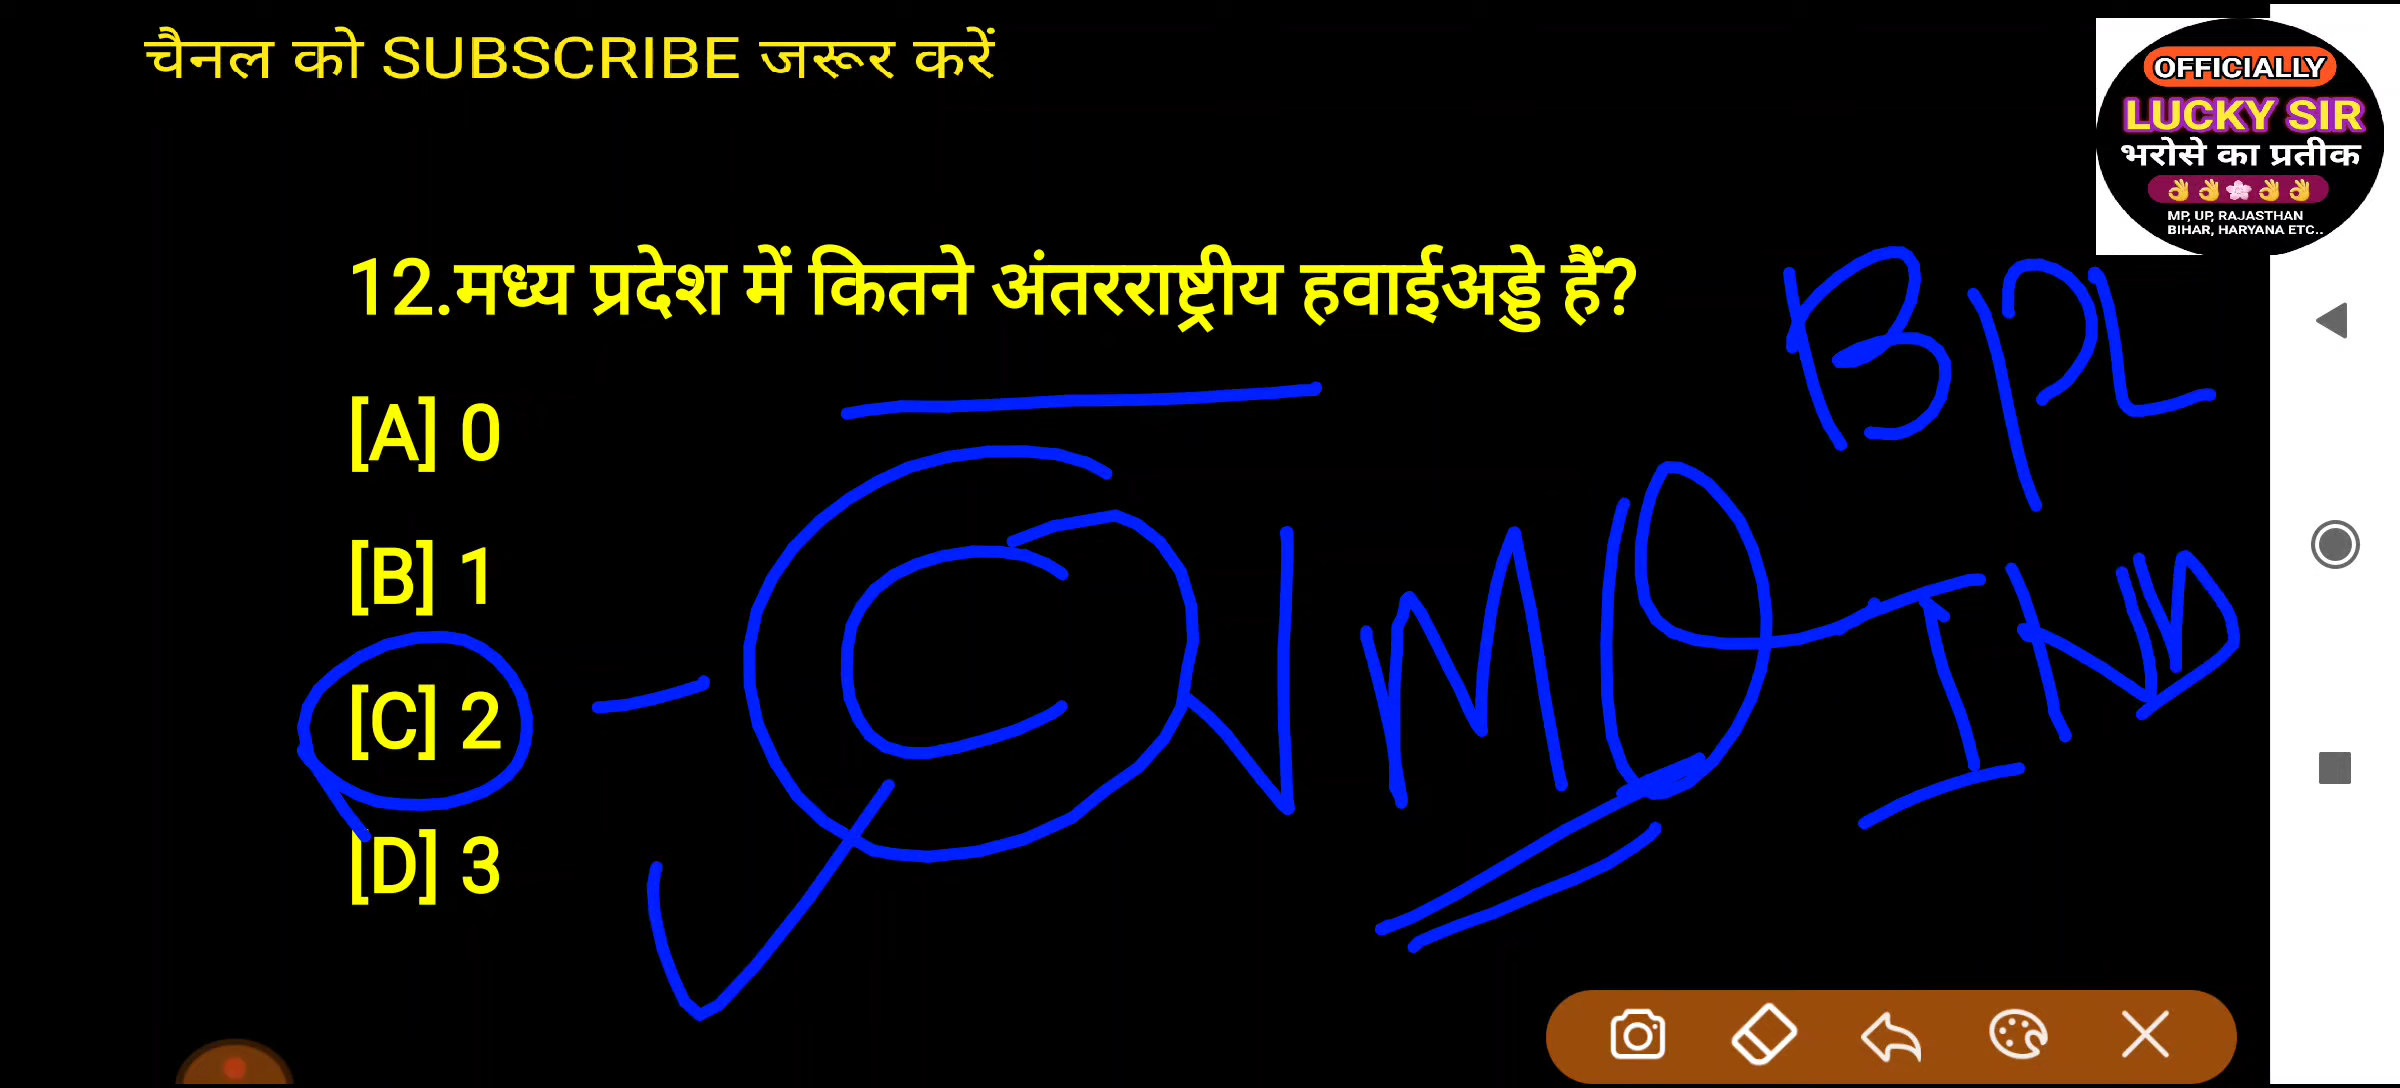 चैनल को SUBSCRIBE जरूर करें
OFFICIALLY
LUCKY SIR
भरोसे का प्रतीक
MP, UP, RAJASTHAN
BIHAR, HARYANA ETC..
12.मध्य प्रदेश में कितने अंतरराष्ट्रीय हवाईअड्डे हैं?
BPL
[A] 0
[B] 1
IND
[C] 2
[D] 3